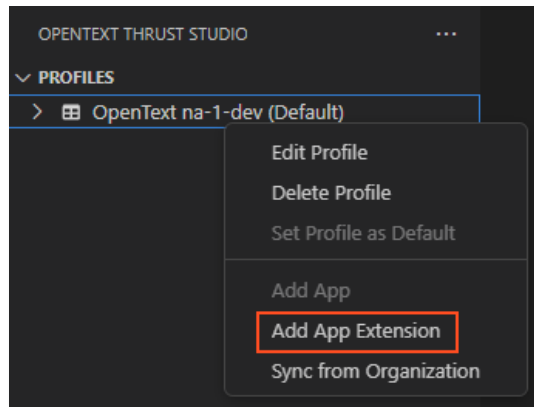 OPENTEXT THRUST STUDIO
PROFILES
OpenText na-1-dev (Default)
Edit Profile
Delete Profile
Set Profile as Default
Add App
Add App Extension
Sync from Organization